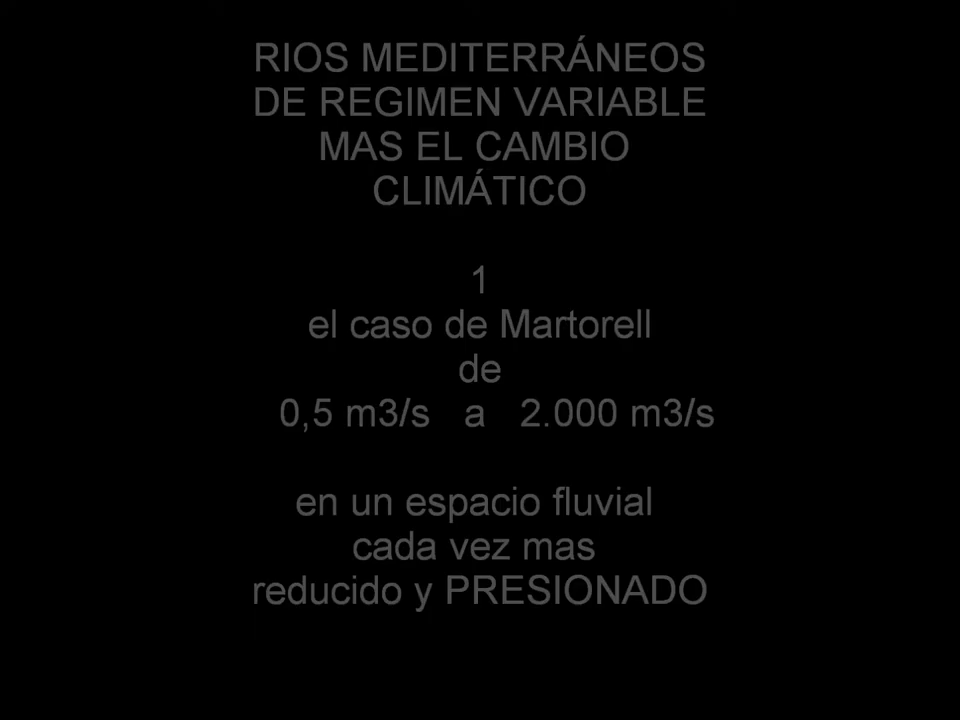 RIOS MEDITERRÁNEOS
DE REGIMEN VARIABLE
MAS EL CAMBIO
CLIMÁTICO
1
el caso de Martorell
de
0,5 m3/s a 2.000 m3/s
en un espacio fluvial
cada vez mas
reducido y PRESIONADO